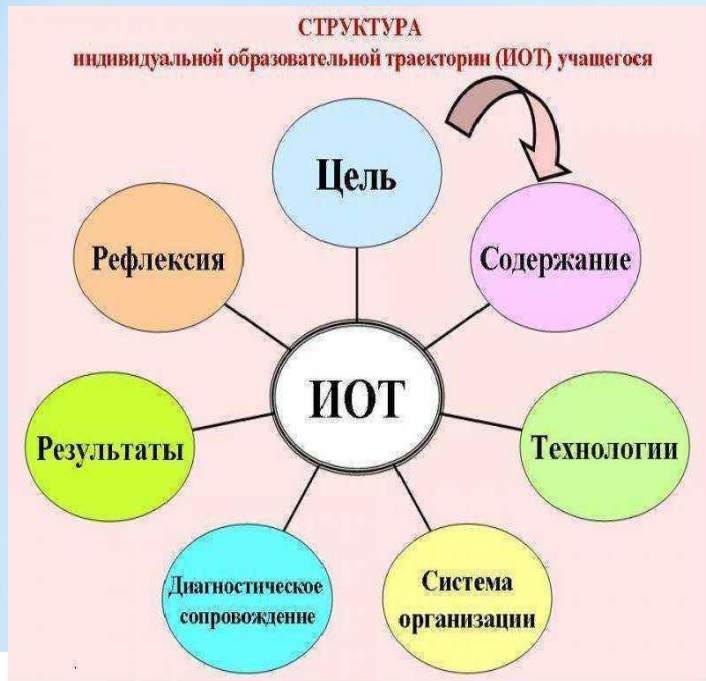 СТРУКТУРА
индивидуальной образовательной траектории (ИОТ) учащегося
Цель
Содержание
Технологии
Система
организации
Диагностическое
сопровождение
Результаты
Рефлексия
ИОТ